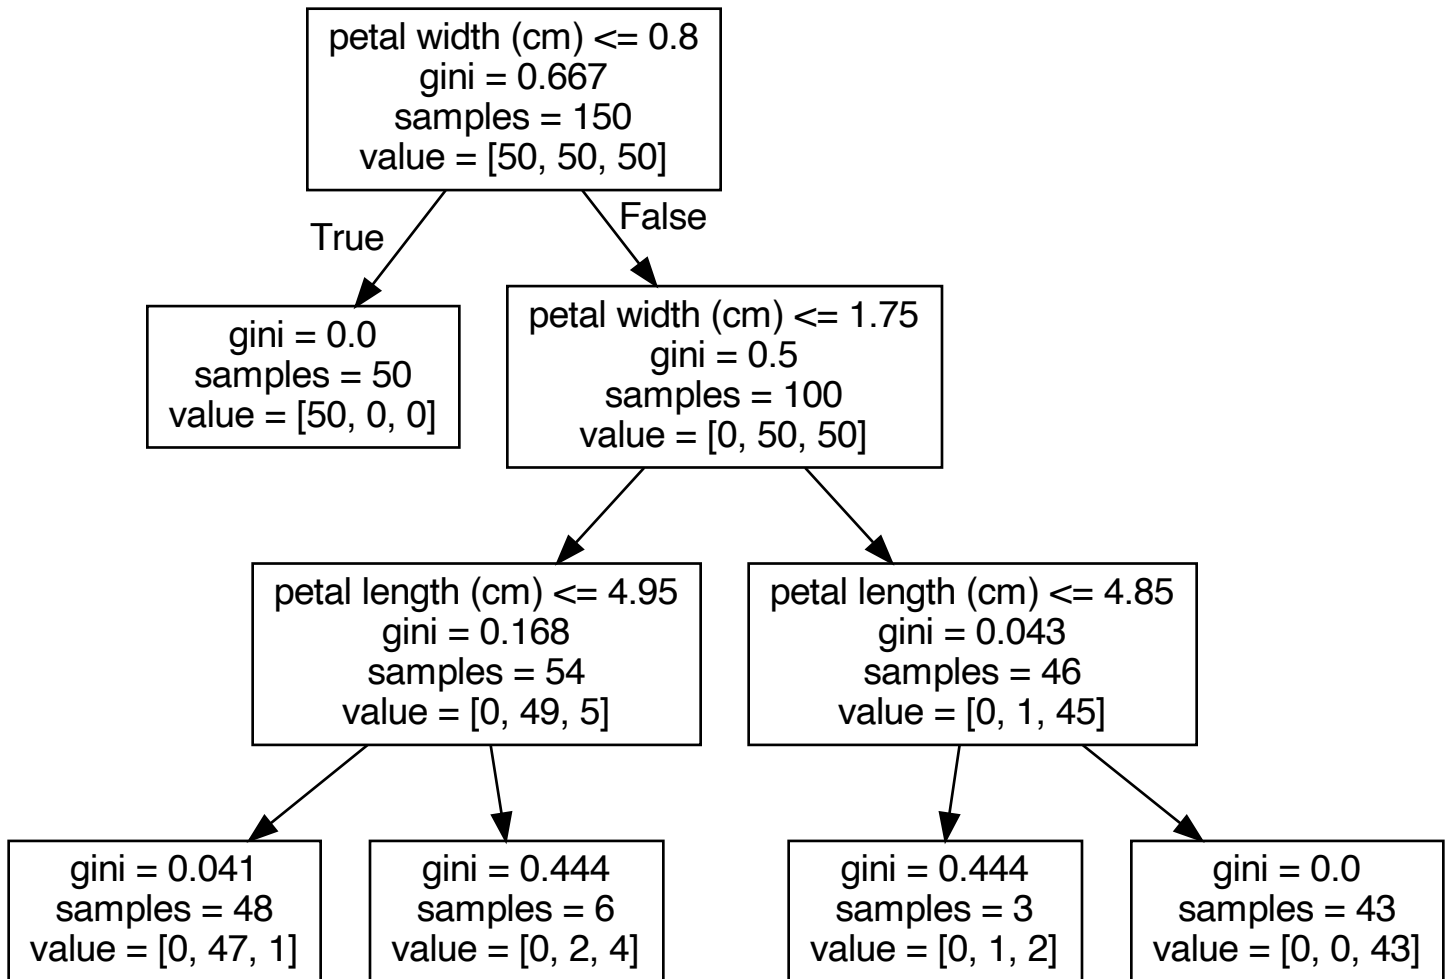 petal width (cm) <= 0.8
gini = 0.667
samples = 150
value = [50, 50, 50]
True
False
gini = 0.0
samples = 50
value = [50, 0, 0]
petal width (cm) <= 1.75
gini = 0.5
samples = 100
value = [0, 50, 50]
petal length (cm) <= 4.95
gini = 0.168
samples = 54
value = [0, 49, 5]
petal length (cm) <= 4.85
gini = 0.043
samples = 46
value = [0, 1, 45]
gini = 0.041
samples = 48
value = [0, 47, 1]
gini = 0.444
samples = 6
value = [0, 2, 4]
gini = 0.444
samples = 3
value = [0, 1, 2]
gini = 0.0
samples = 43
value = [0, 0, 43]